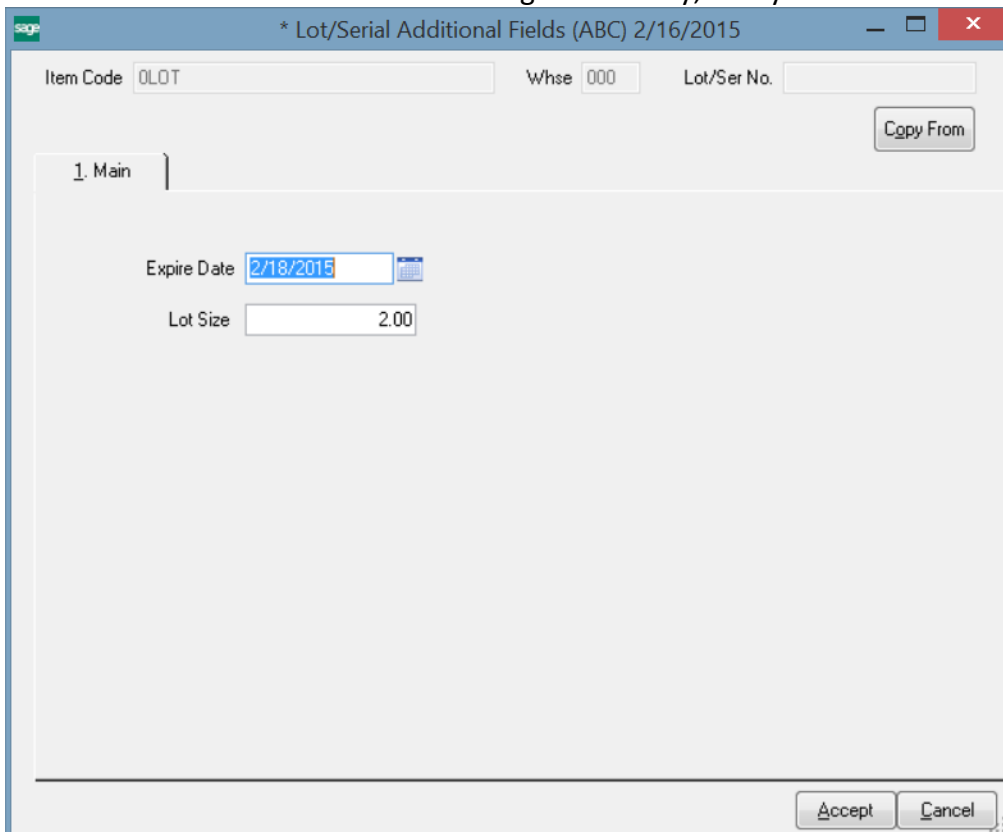 sage * Lot/Serial Additional Fields (ABC) 2/16/2015
Item Code 0LOT Whse 000 Lot/Ser No.
Copy From
1. Main
Expire Date 2/18/2015
Lot Size 2.00
Accept Cancel